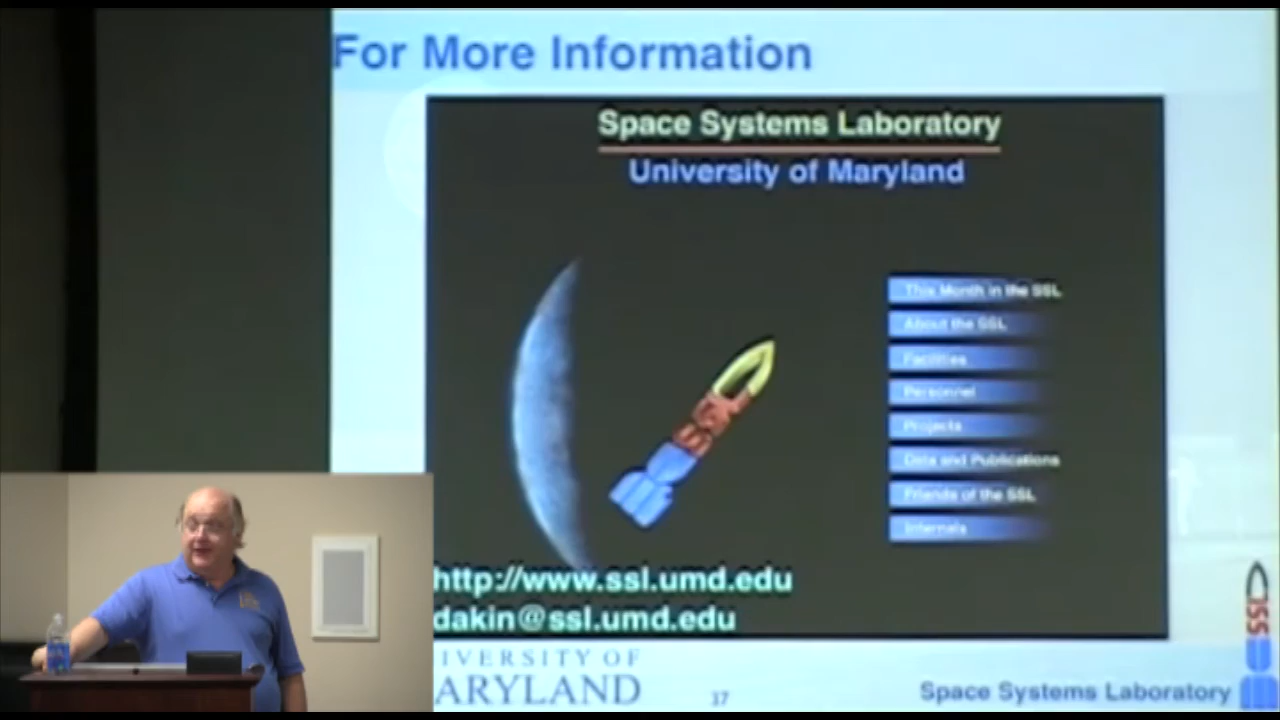 For More Information
Space Systems Laboratory
University of Maryland
This Month in the SSL
About the SSL
Facilities
Personnel
Projects
Data and Publications
Friends of the SSL
Internals
http://www.ssl.umd.edu
dakin@ssl.umd.edu
IVERSITY OF
ARYLAND
17
Space Systems Laboratory
SSL